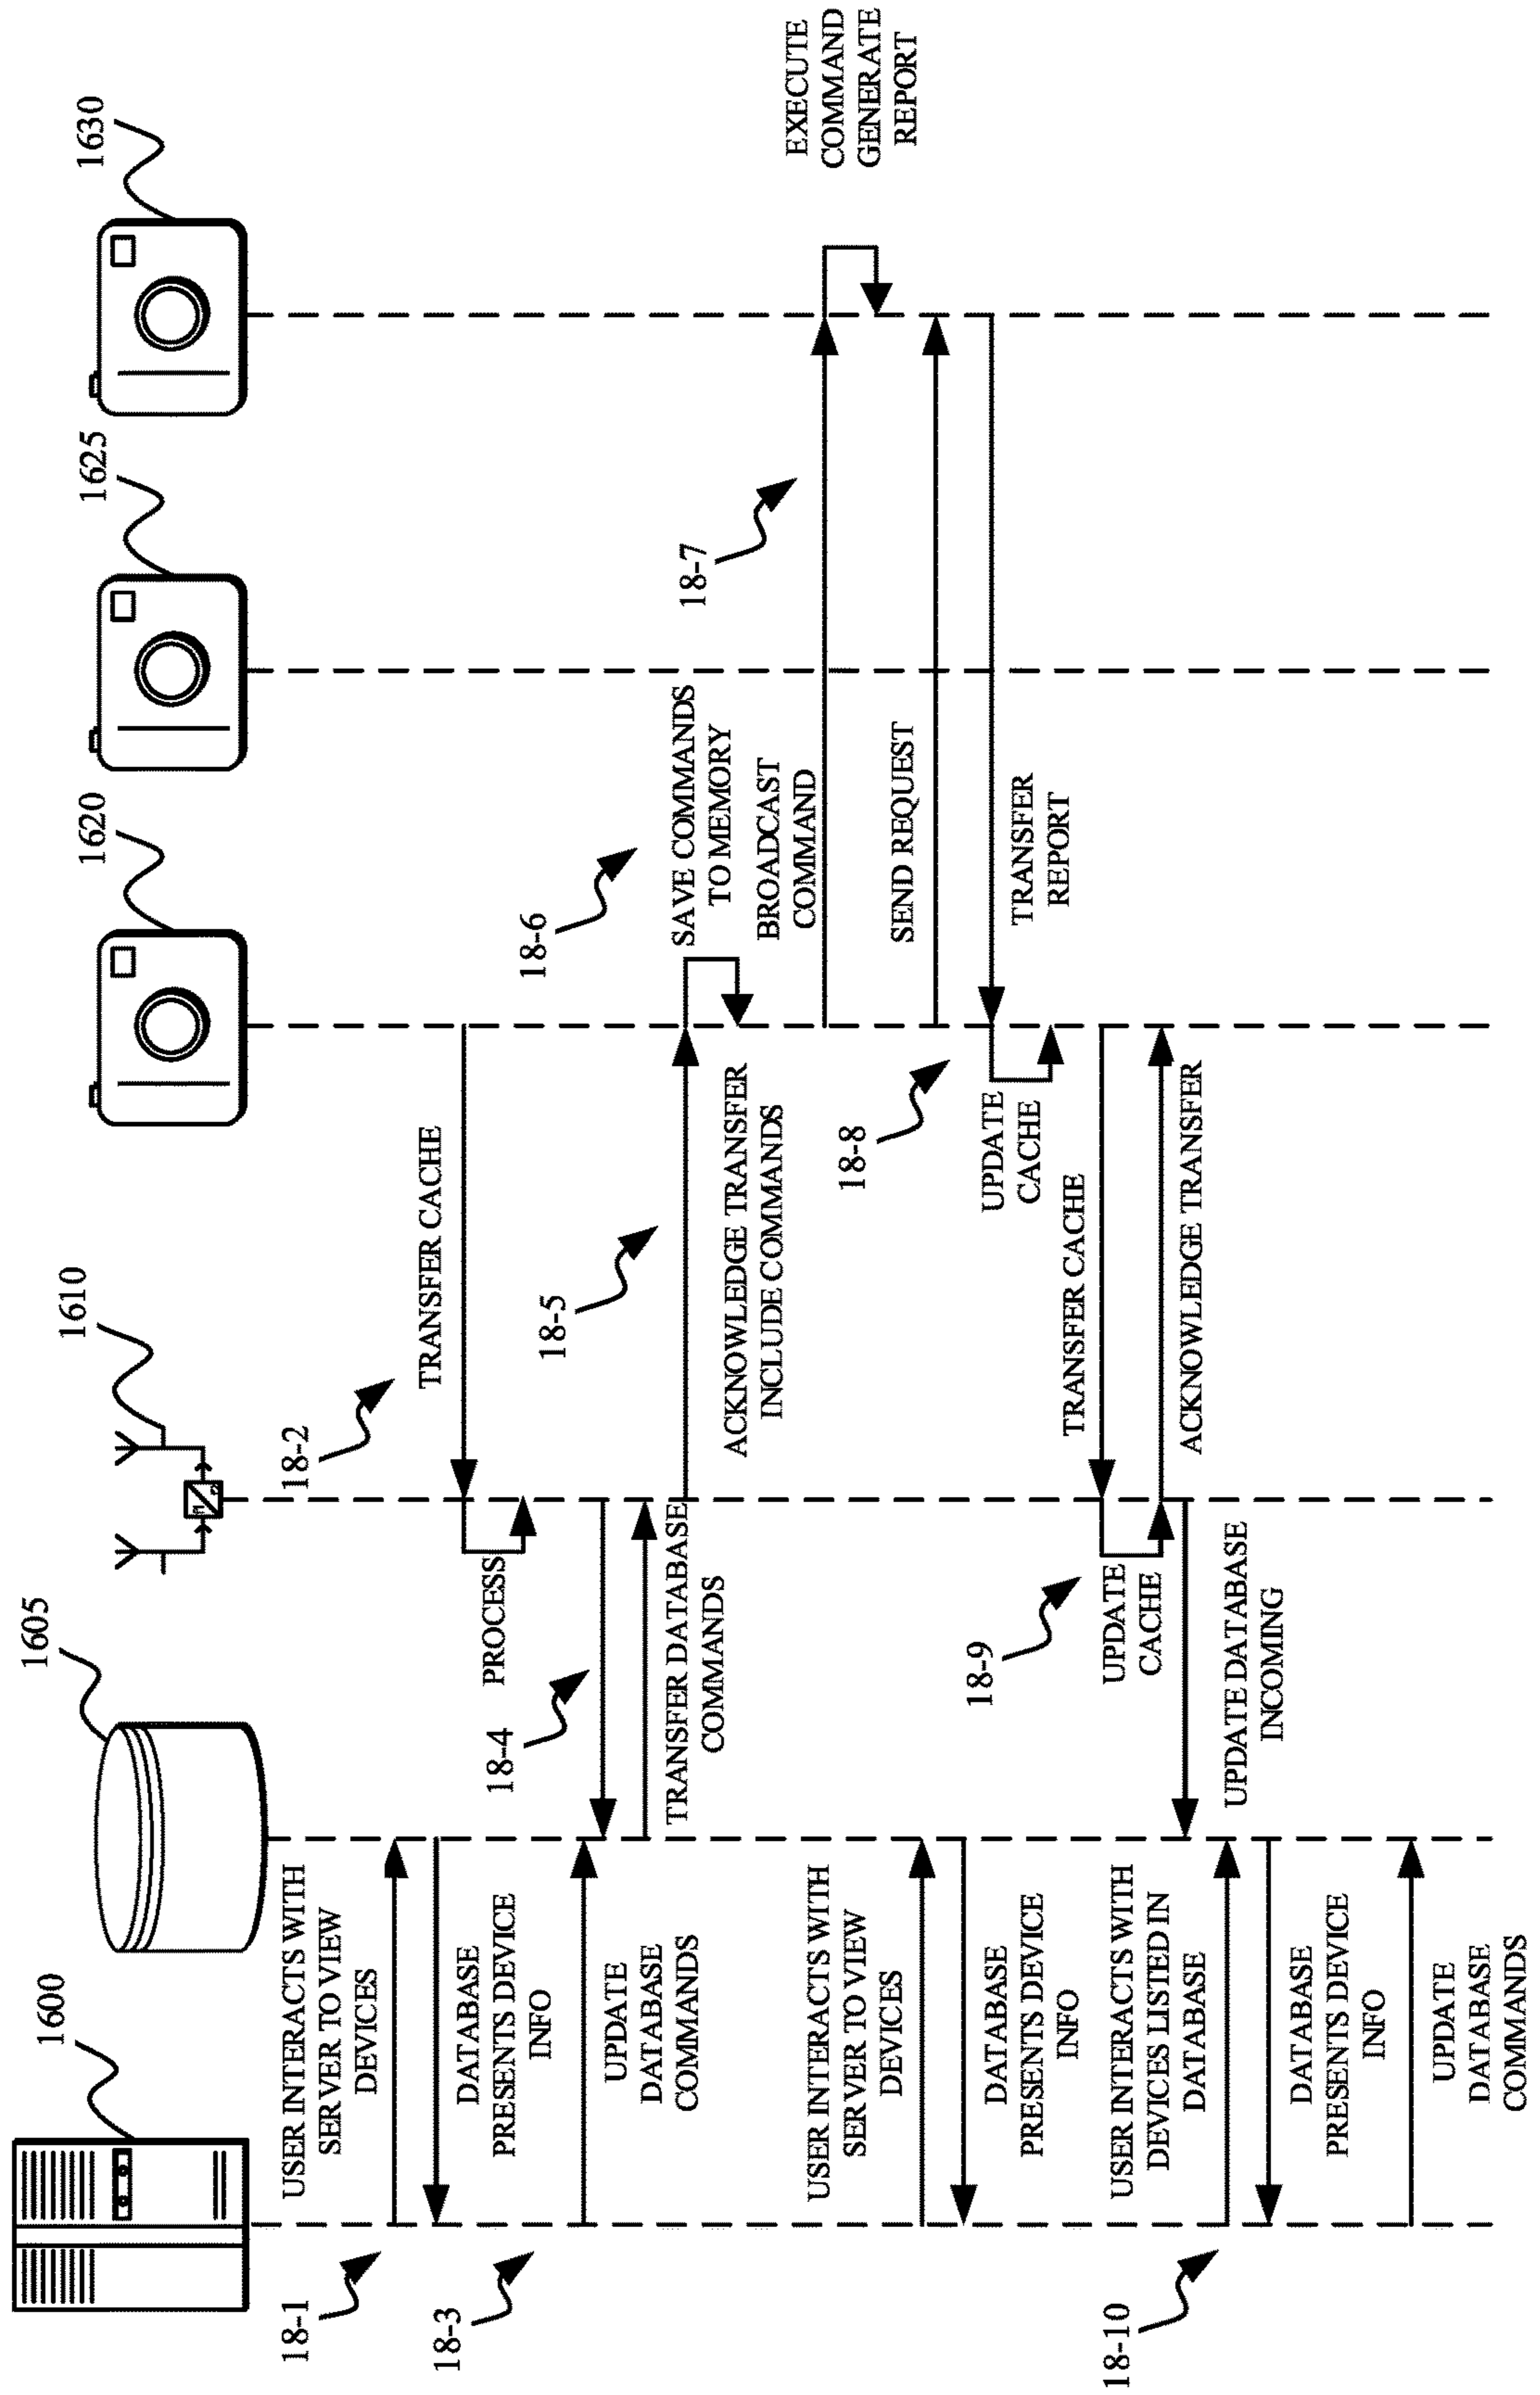 1600
1605
1610
1620
1625
1630
18-1
USER INTERACTS WITH
SERVER TO VIEW
DEVICES
18-2
TRANSFER CACHE
DATABASE
PRESENTS DEVICE
INFO
PROCESS
18-3
UPDATE
DATABASE
COMMANDS
18-4
TRANSFER DATABASE
COMMANDS
18-5
ACKNOWLEDGE TRANSFER
INCLUDE COMMANDS
18-6
SAVE COMMANDS
TO MEMORY
BROADCAST
COMMAND
18-7
EXECUTE
COMMAND
GENERATE
REPORT
USER INTERACTS WITH
SERVER TO VIEW
DEVICES
SEND REQUEST
DATABASE
PRESENTS DEVICE
INFO
TRANSFER
REPORT
18-8
UPDATE
CACHE
TRANSFER CACHE
18-9
UPDATE
CACHE
ACKNOWLEDGE TRANSFER
UPDATE DATABASE
INCOMING
18-10
USER INTERACTS WITH
DEVICES LISTED IN
DATABASE
DATABASE
PRESENTS DEVICE
INFO
UPDATE
DATABASE
COMMANDS